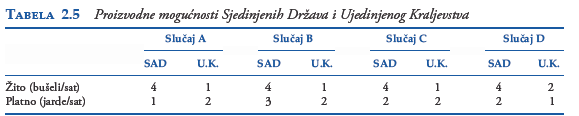 TABELA 2.5 Proizvodne mogućnosti Sjedinjenih Država i Ujedinjenog Kraljevstva
Slučaj A Slučaj B Slučaj C Slučaj D
SAD U.K. SAD U.K. SAD U.K. SAD U.K.
Žito (bušeli/sat) 4 1 4 1 4 1 4 2
Platno (jarde/sat) 1 2 3 2 2 2 2 1